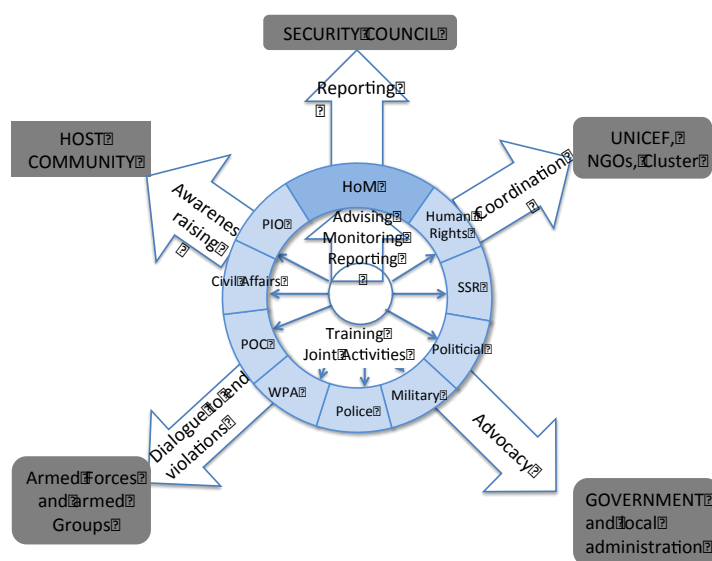 SECURITY COUNCIL
Reporting
HOST
COMMUNITY
UNICEF,
NGOs, Cluster
Awarenes
raising
Coordination
HoM
PIO
Advising
Monitoring
Reporting
Human
Rights
Civil Affairs
SSR
POC
Training
Joint Activities
Politicial
WPA
Police
Military
Dialogue to end
violations
Advocacy
Armed Forces
and armed
Groups
GOVERNMENT
and local
administration